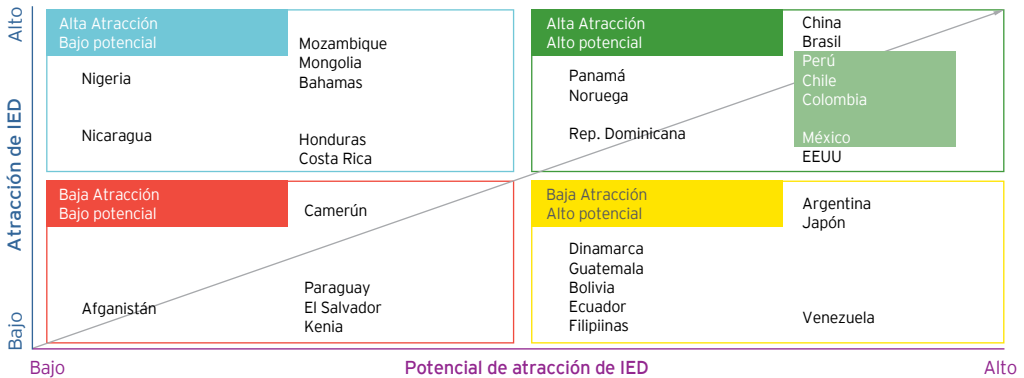 Alto
Atracción de IED
Bajo
Alta Atracción
Bajo potencial
Nigeria
Nicaragua
Mozambique
Mongolia
Bahamas
Honduras
Costa Rica
Alta Atracción
Alto potencial
Panamá
Noruega
Rep. Dominicana
China
Brasil
Perú
Chile
Colombia
México
EEUU
Baja Atracción
Bajo potencial
Afganistán
Camerún
Paraguay
El Salvador
Kenia
Baja Atracción
Alto potencial
Dinamarca
Guatemala
Bolivia
Ecuador
Filipiinas
Argentina
Japón
Venezuela
Bajo
Potencial de atracción de IED
Alto